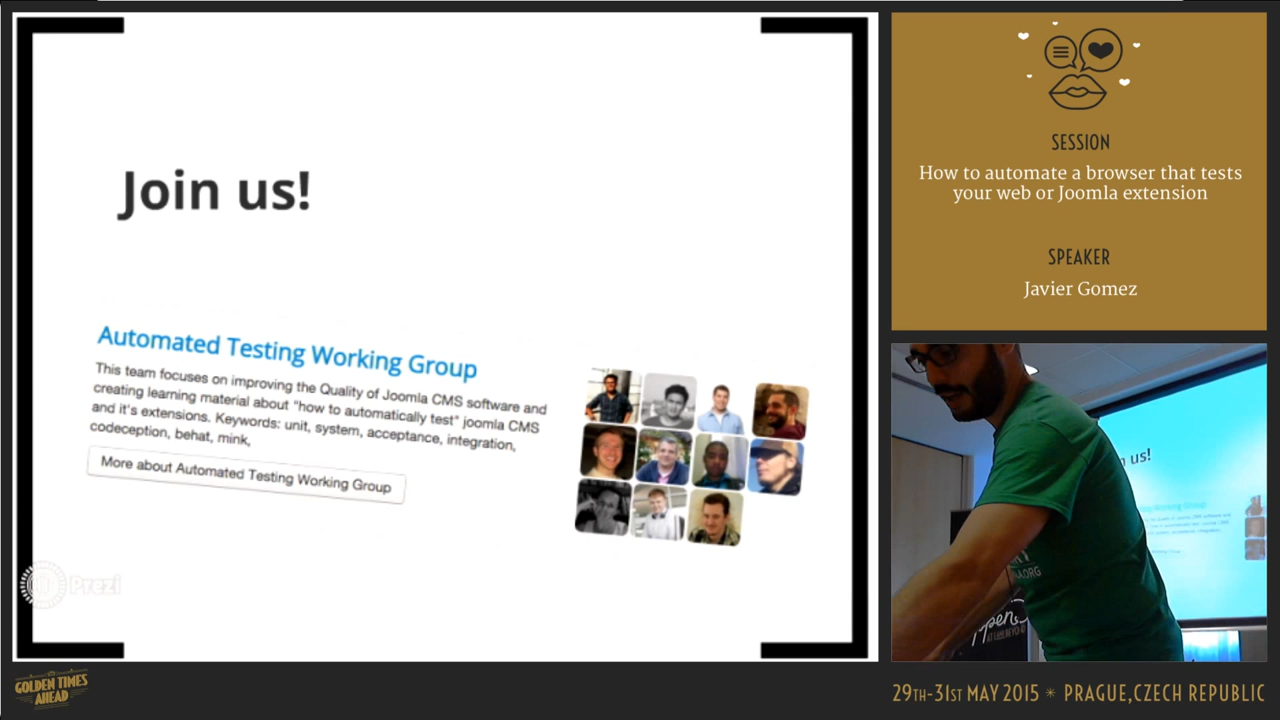 Join us!
Automated Testing Working Group
This team focuses on improving the Quality of Joomla CMS software and
creating learning material about "how to automatically test" joomla CMS
and it's extensions. Keywords: unit, system, acceptance, integration,
codeception, behat, mink,
More about Automated Testing Working Group
Prezi
SESSION
How to automate a browser that tests
your web or Joomla extension
SPEAKER
Javier Gomez
us!
GOLDEN TIMES
AHEAD
29TH-31ST MAY 2015 * PRAGUE,CZECH REPUBLIC